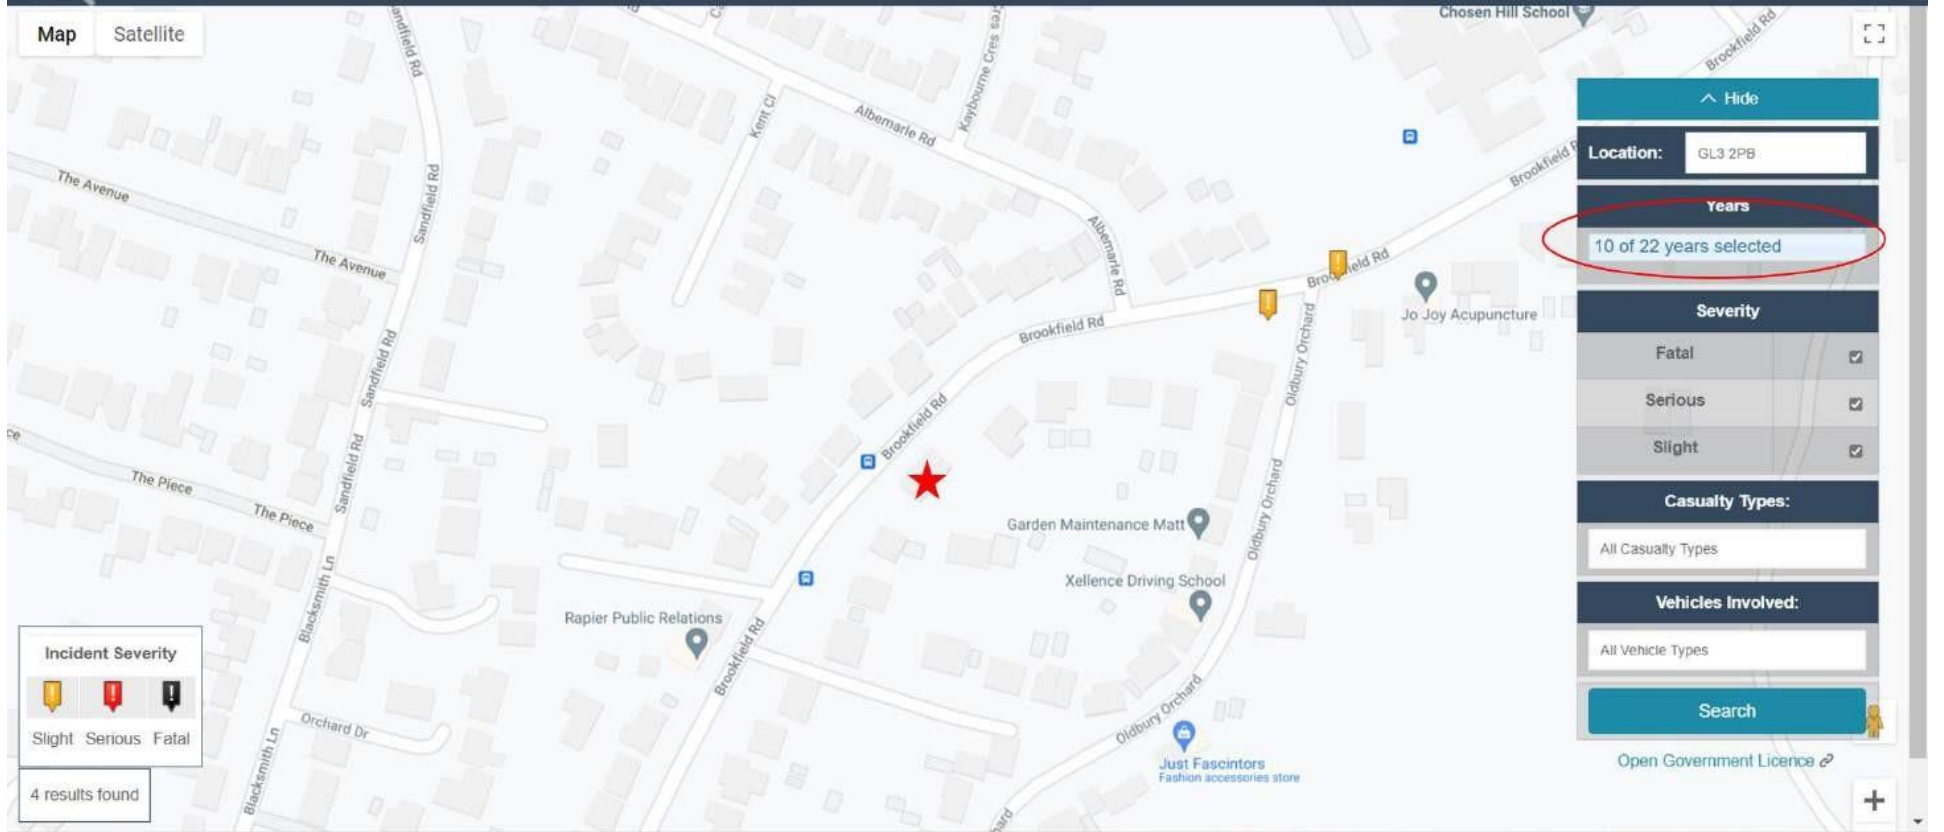 Map
Satellite
Chosen Hill School
Sandfield Rd
Kaybourne Cres
Brookfield Rd
Kent Cl
Albemarle Rd
Hide
Location:
GL3 2PB
Years
10 of 22 years selected
The Avenue
Sandfield Rd
The Avenue
Albemarle Rd
Brookfield Rd
Jo Joy Acupuncture
Brookfield Rd
Severity
Fatal
Serious
Slight
Sandfield Rd
Oldbury Orchard
Brookfield Rd
The Piece
Sandfield Rd
The Piece
Garden Maintenance Matt
Oldbury Orchard
Casualty Types:
All Casualty Types
Xellence Driving School
Vehicles Involved:
Blacksmith Ln
Rapier Public Relations
Brookfield Rd
All Vehicle Types
Incident Severity
Slight Serious Fatal
Orchard Dr
Oldbury Orchard
Search
Blacksmith Ln
Just Fascintors
Fashion accessories store
Open Government Licence
4 results found